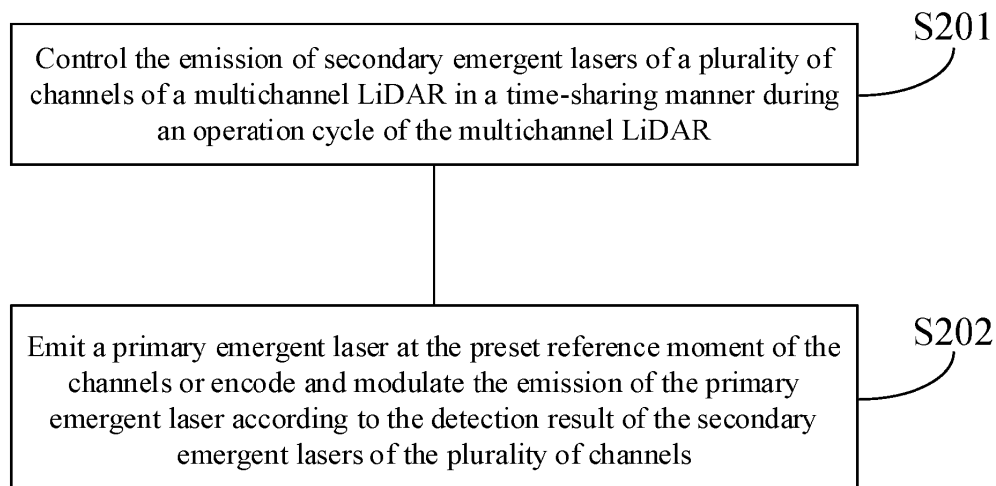 S201
Control the emission of secondary emergent lasers of a plurality of
channels of a multichannel LiDAR in a time-sharing manner during
an operation cycle of the multichannel LiDAR
S202
Emit a primary emergent laser at the preset reference moment of the
channels or encode and modulate the emission of the primary
emergent laser according to the detection result of the secondary
emergent lasers of the plurality of channels